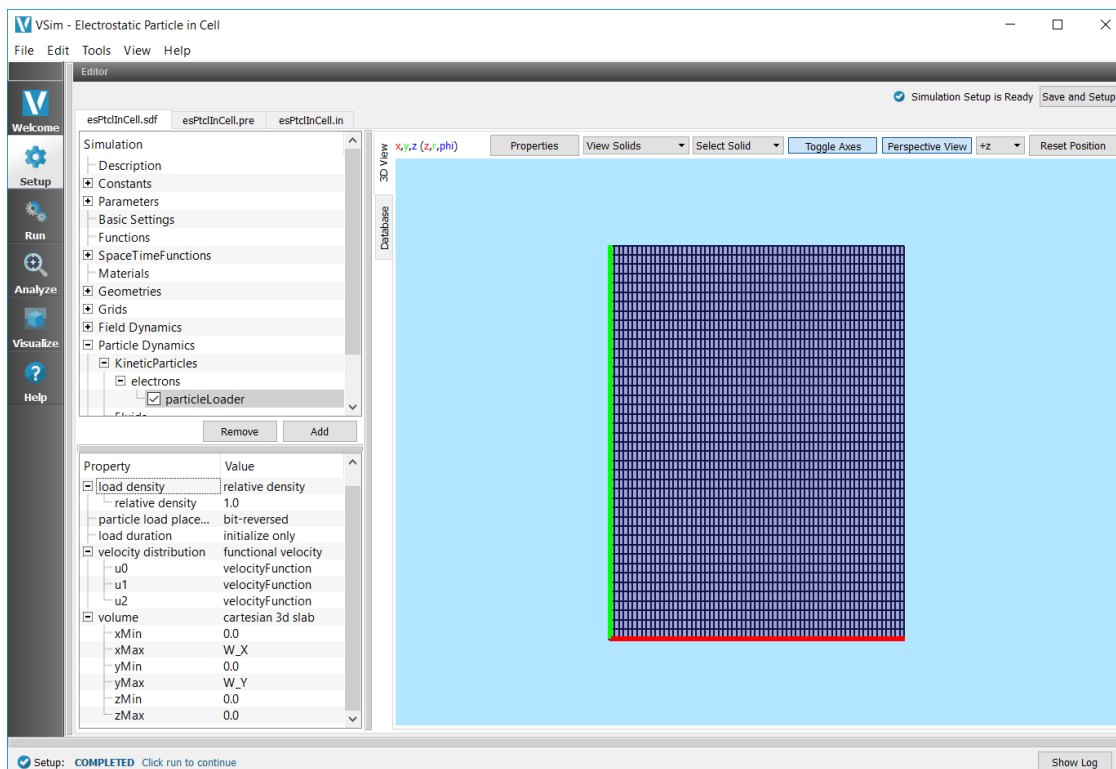 VSim - Electrostatic Particle in Cell
File Edit Tools View Help
Editor
Simulation Setup is Ready Save and Setup
Welcome
Setup
Run
Analyze
Visualize
Help
esPtclInCell.sdf esPtclInCell.pre esPtclInCell.in
Simulation
Description
Constants
Parameters
Basic Settings
Functions
SpaceTimeFunctions
Materials
Geometries
Grids
Field Dynamics
Particle Dynamics
KineticParticles
electrons
particleLoader
Remove Add
Property Value
load density relative density
relative density 1.0
particle load place... bit-reversed
load duration initialize only
velocity distribution functional velocity
u0 velocityFunction
u1 velocityFunction
u2 velocityFunction
volume cartesian 3d slab
xMin 0.0
xMax W_X
yMin 0.0
yMax W_Y
zMin 0.0
zMax 0.0
3D View
Database
x,y,z (z,r,phi) Properties View Solids Select Solid Toggle Axes Perspective View +z Reset Position
Setup: COMPLETED Click run to continue Show Log